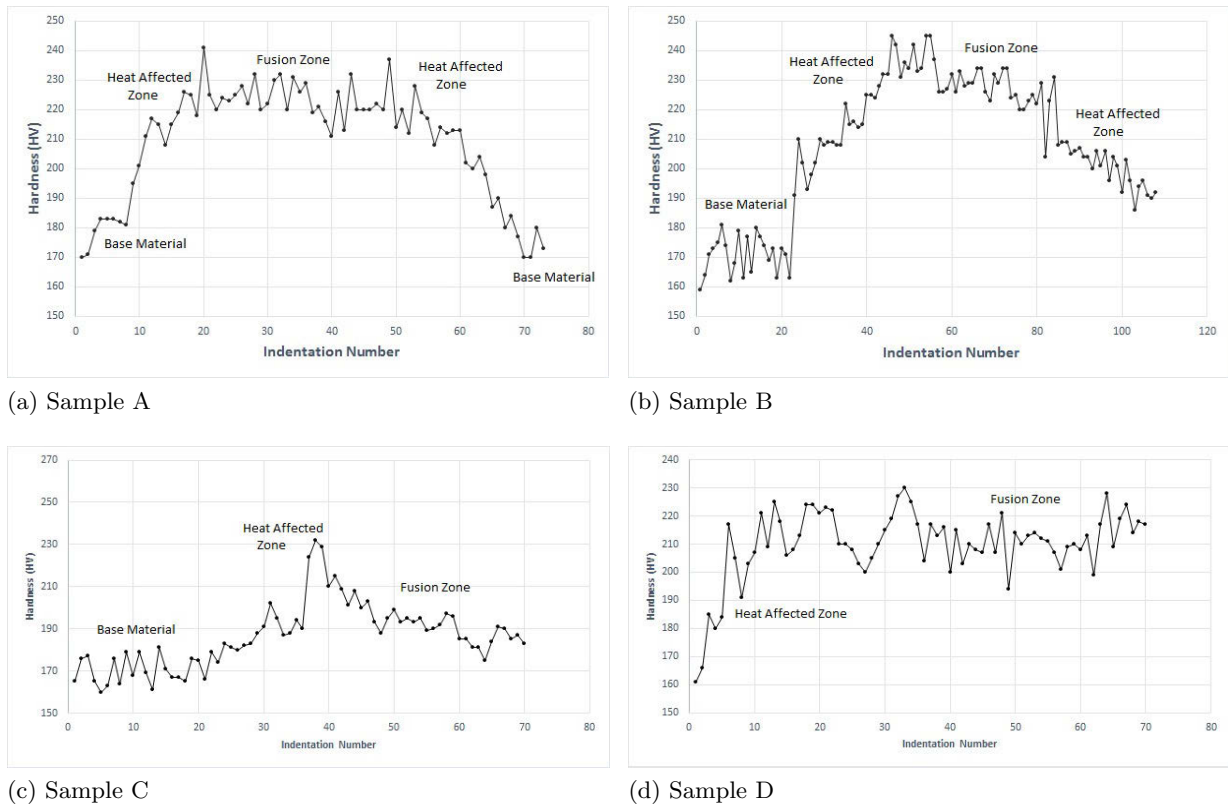 250
240
230
220
210
200
190
180
170
160
150
Hardness (HV)
Fusion Zone
Heat Affected
Zone
Heat Affected
Zone
Base Material
Base Material
0 10 20 30 40 50 60 70 80
Indentation Number
(a) Sample A
250
240
230
220
210
200
190
180
170
160
150
Hardness (HV)
Fusion Zone
Heat Affected
Zone
Heat Affected
Zone
Base Material
0 20 40 60 80 100 120
Indentation Number
(b) Sample B
270
250
230
210
190
170
150
Hardness (HV)
Heat Affected
Zone
Fusion Zone
Base Material
0 10 20 30 40 50 60 70 80
Indentation Number
(c) Sample C
240
230
220
210
200
190
180
170
160
150
Hardness (HV)
Fusion Zone
Heat Affected Zone
0 10 20 30 40 50 60 70 80
Indentation Number
(d) Sample D